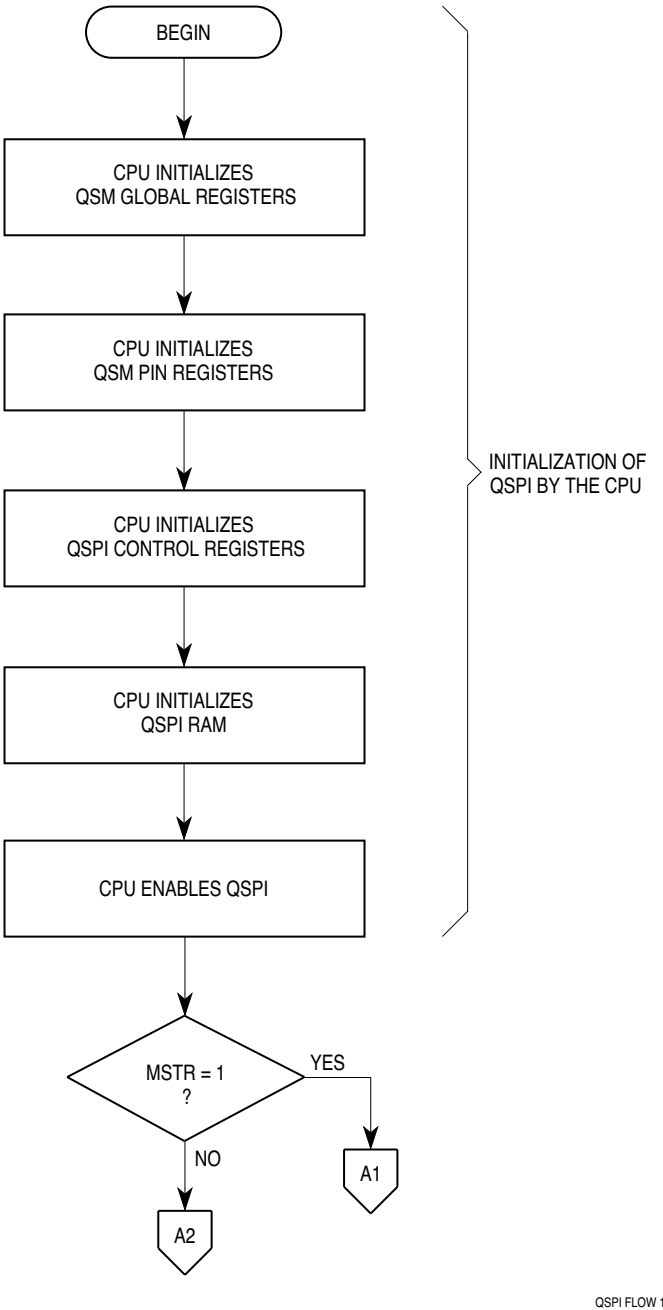 BEGIN
CPU INITIALIZES
QSM GLOBAL REGISTERS
CPU INITIALIZES
QSM PIN REGISTERS
INITIALIZATION OF
QSPI BY THE CPU
CPU INITIALIZES
QSPI CONTROL REGISTERS
CPU INITIALIZES
QSPI RAM
CPU ENABLES QSPI
MSTR = 1
?
YES
NO
A1
A2
QSPI FLOW 1